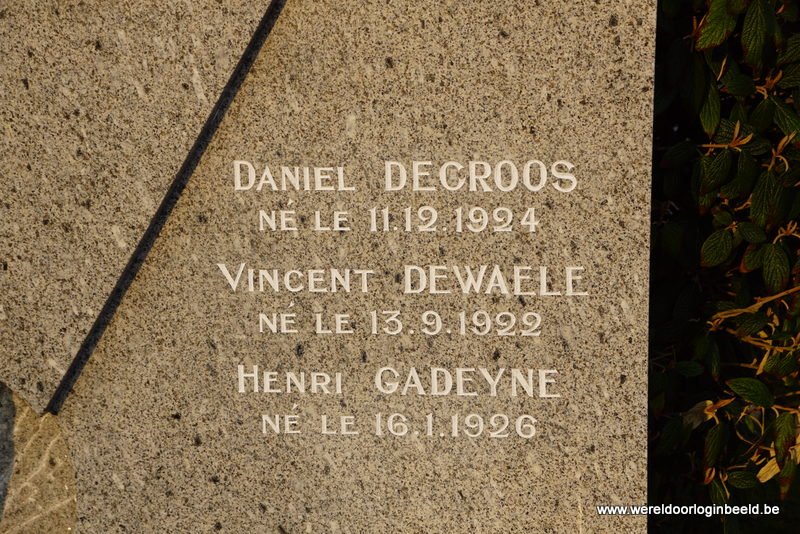 Daniel DECROOS
NÉ LE 11.12.1924
Vincent DEWAELE
NÉ LE 13.9.1922
Henri GADEYNE
NÉ LE 16.1.1926
www.wereldoorloginbeeld.be